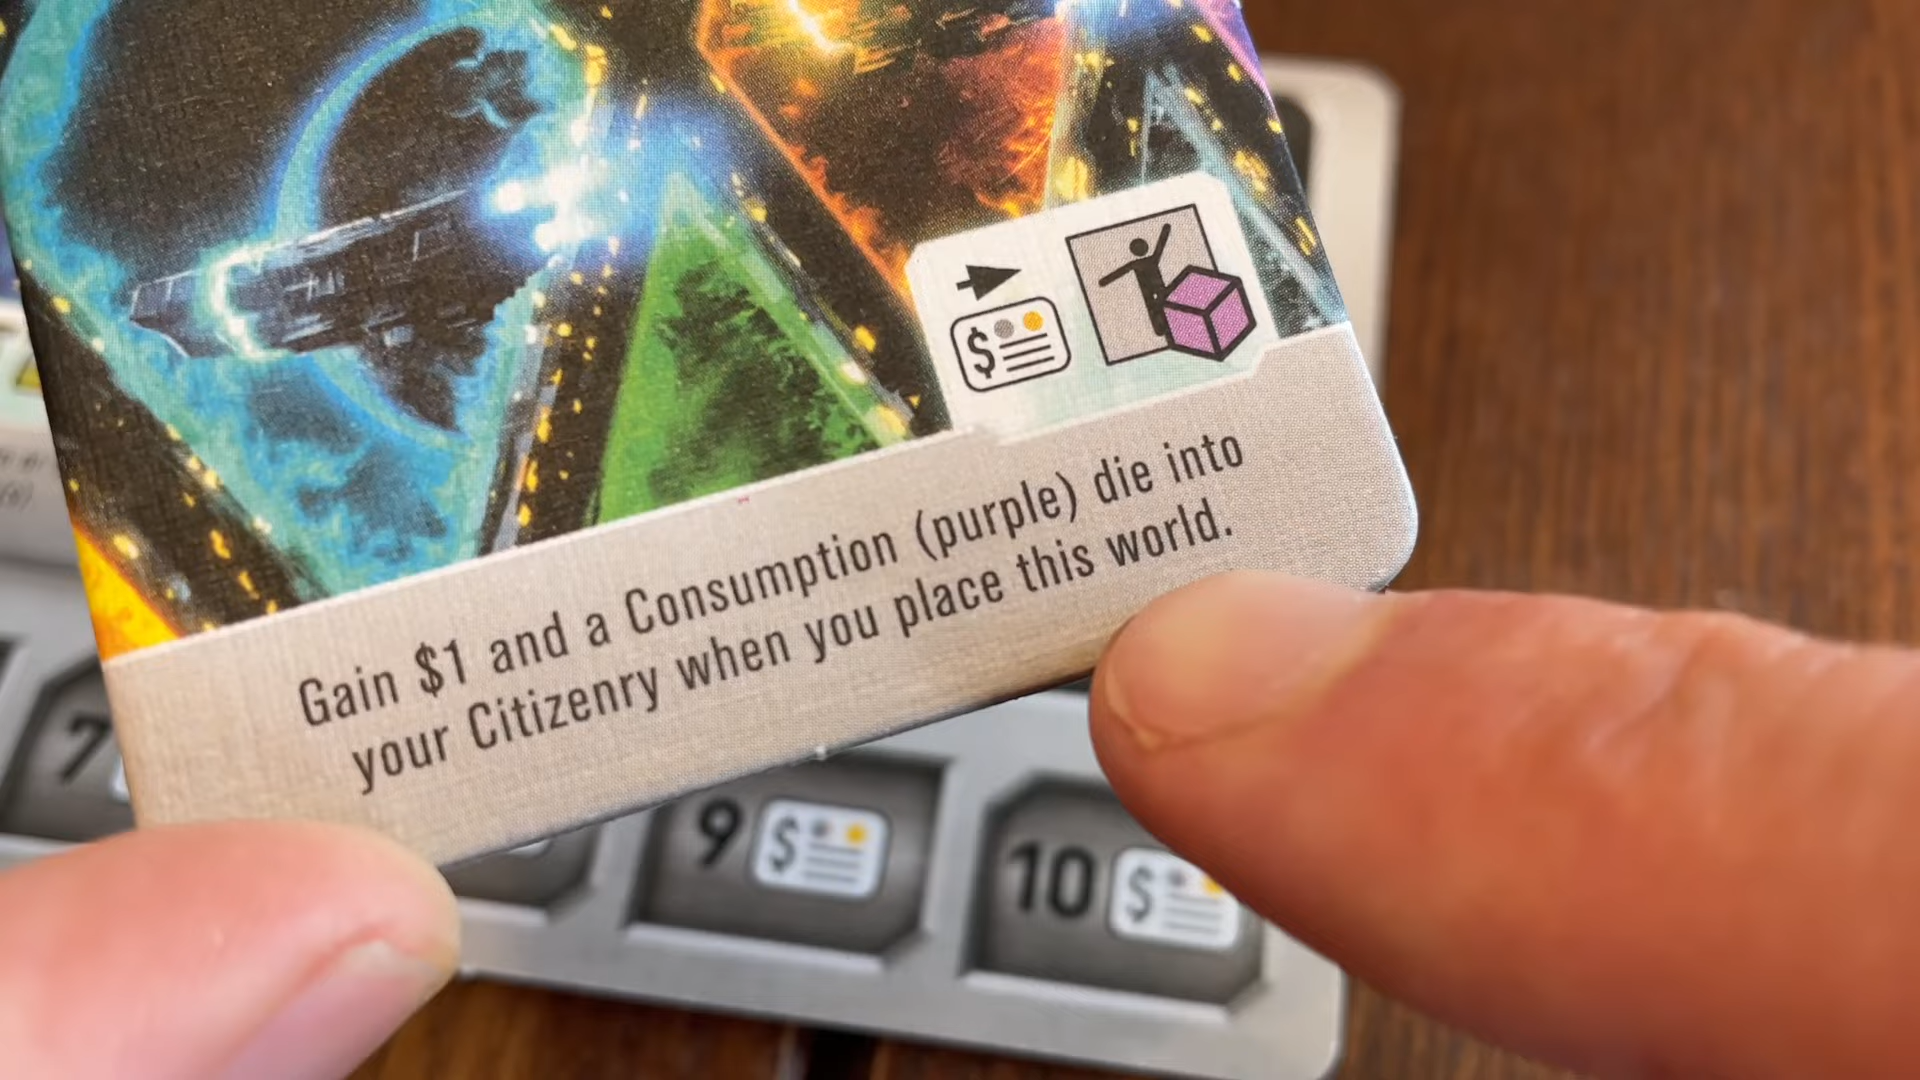 $
Gain $1 and a Consumption (purple) die into
your Citizenry when you place this world.
7
9 $
10 $